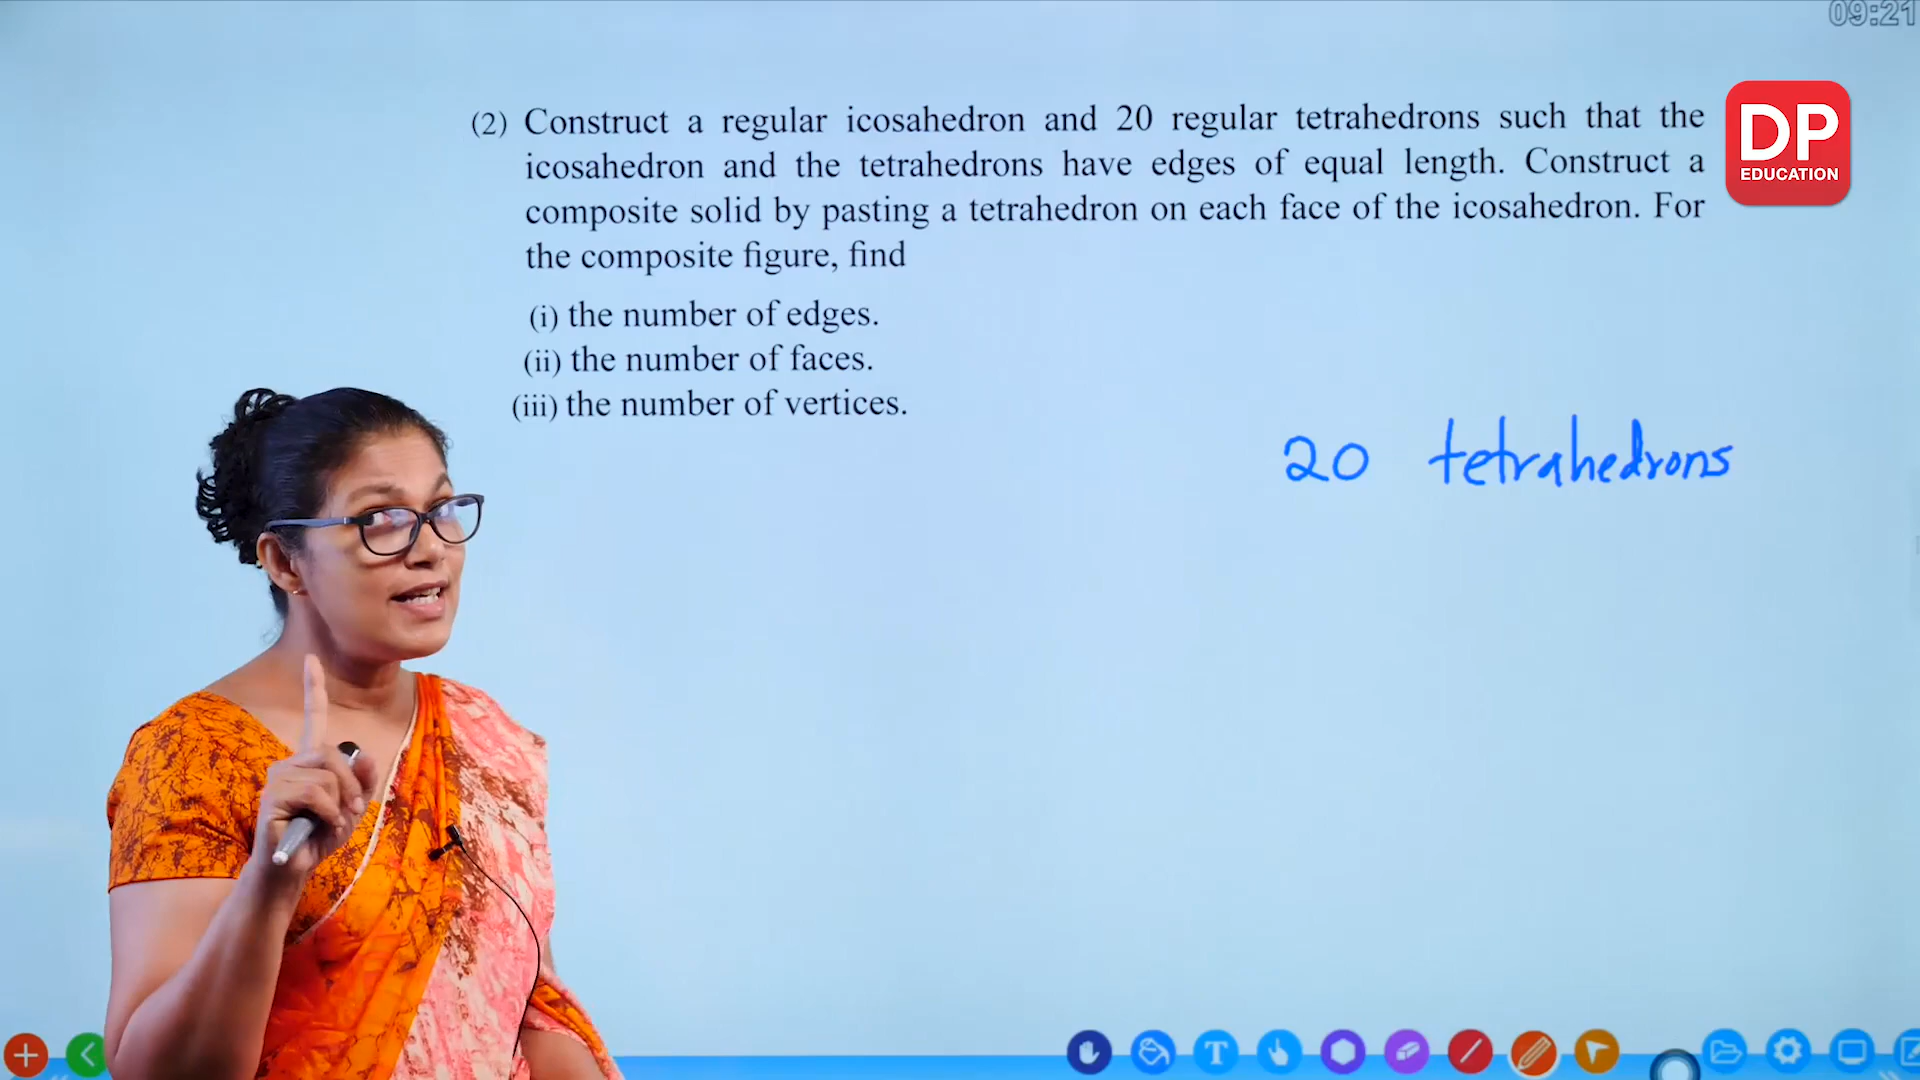 09:21
DP
EDUCATION
(2) Construct a regular icosahedron and 20 regular tetrahedrons such that the
icosahedron and the tetrahedrons have edges of equal length. Construct a
composite solid by pasting a tetrahedron on each face of the icosahedron. For
the composite figure, find
(i) the number of edges.
(ii) the number of faces.
(iii) the number of vertices.
20 tetrahedrons
T